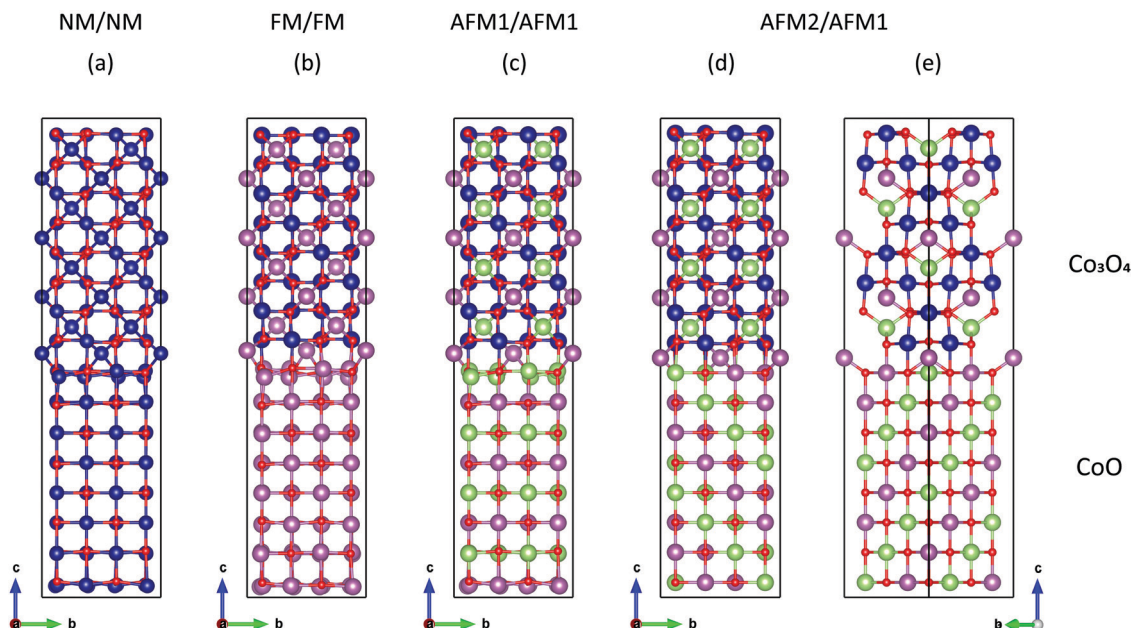 NM/NM FM/FM AFM1/AFM1 AFM2/AFM1
(a) (b) (c) (d) (e)
Co₃O₄
CoO
c c c c c
a b a b a b a b b